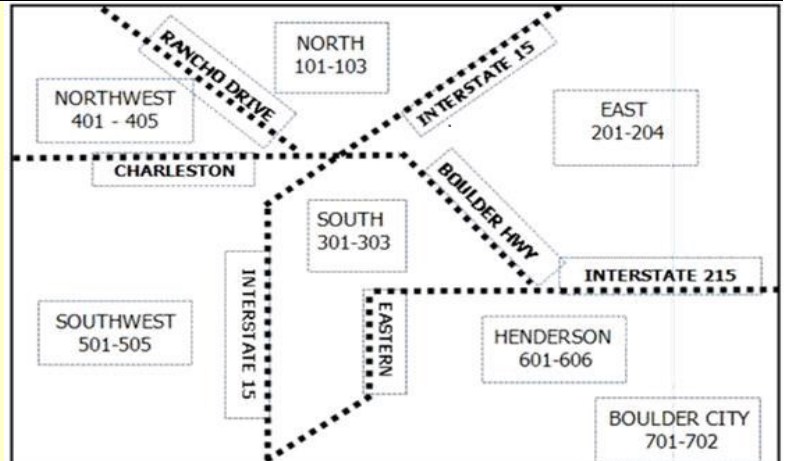 NORTH
101-103
RANCHO DRIVE
INTERSTATE 15
NORTHWEST
401 - 405
EAST
201-204
CHARLESTON
BOULDER HWY
SOUTH
301-303
INTERSTATE 215
INTERSTATE 15
EASTERN
SOUTHWEST
501-505
HENDERSON
601-606
BOULDER CITY
701-702